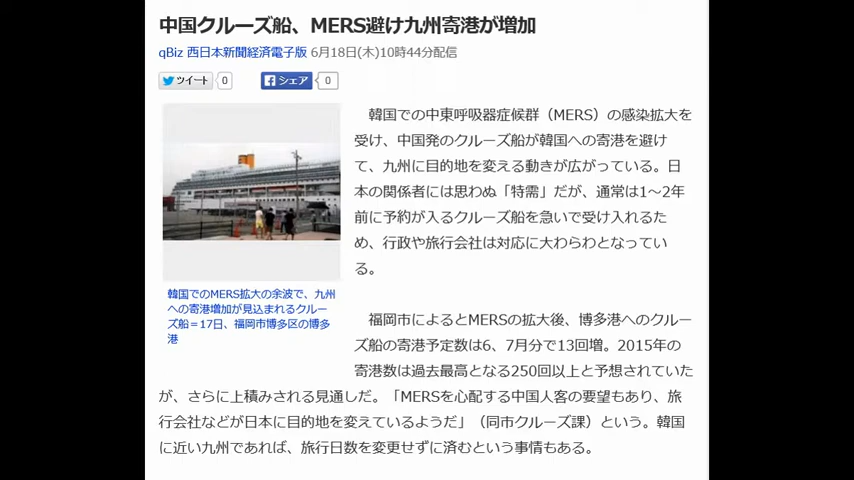 中国クルーズ船、MERS避け九州寄港が増加
qBiz 西日本新聞経済電子版 6月18日(木)10時44分配信
ツイート 0 シェア 0
韓国での中東呼吸器症候群（MERS）の感染拡大を
受け、中国発のクルーズ船が韓国への寄港を避け
て、九州に目的地を変える動きが広がっている。日
本の関係者には思わぬ「特需」だが、通常は1〜2年
前に予約が入るクルーズ船を急いで受け入れるた
め、行政や旅行会社は対応に大わらわとなってい
る。
韓国でのMERS拡大の余波で、九州
への寄港増加が見込まれるクルー
ズ船＝17日、福岡市博多区の博多
港
福岡市によるとMERSの拡大後、博多港へのクルー
ズ船の寄港予定数は6、7月分で13回増。2015年の
寄港数は過去最高となる250回以上と予想されていた
が、さらに上積みされる見通しだ。「MERSを心配する中国人客の要望もあり、旅
行会社などが日本に目的地を変えているようだ」（同市クルーズ課）という。韓国
に近い九州であれば、旅行日数を変更せずに済むという事情もある。